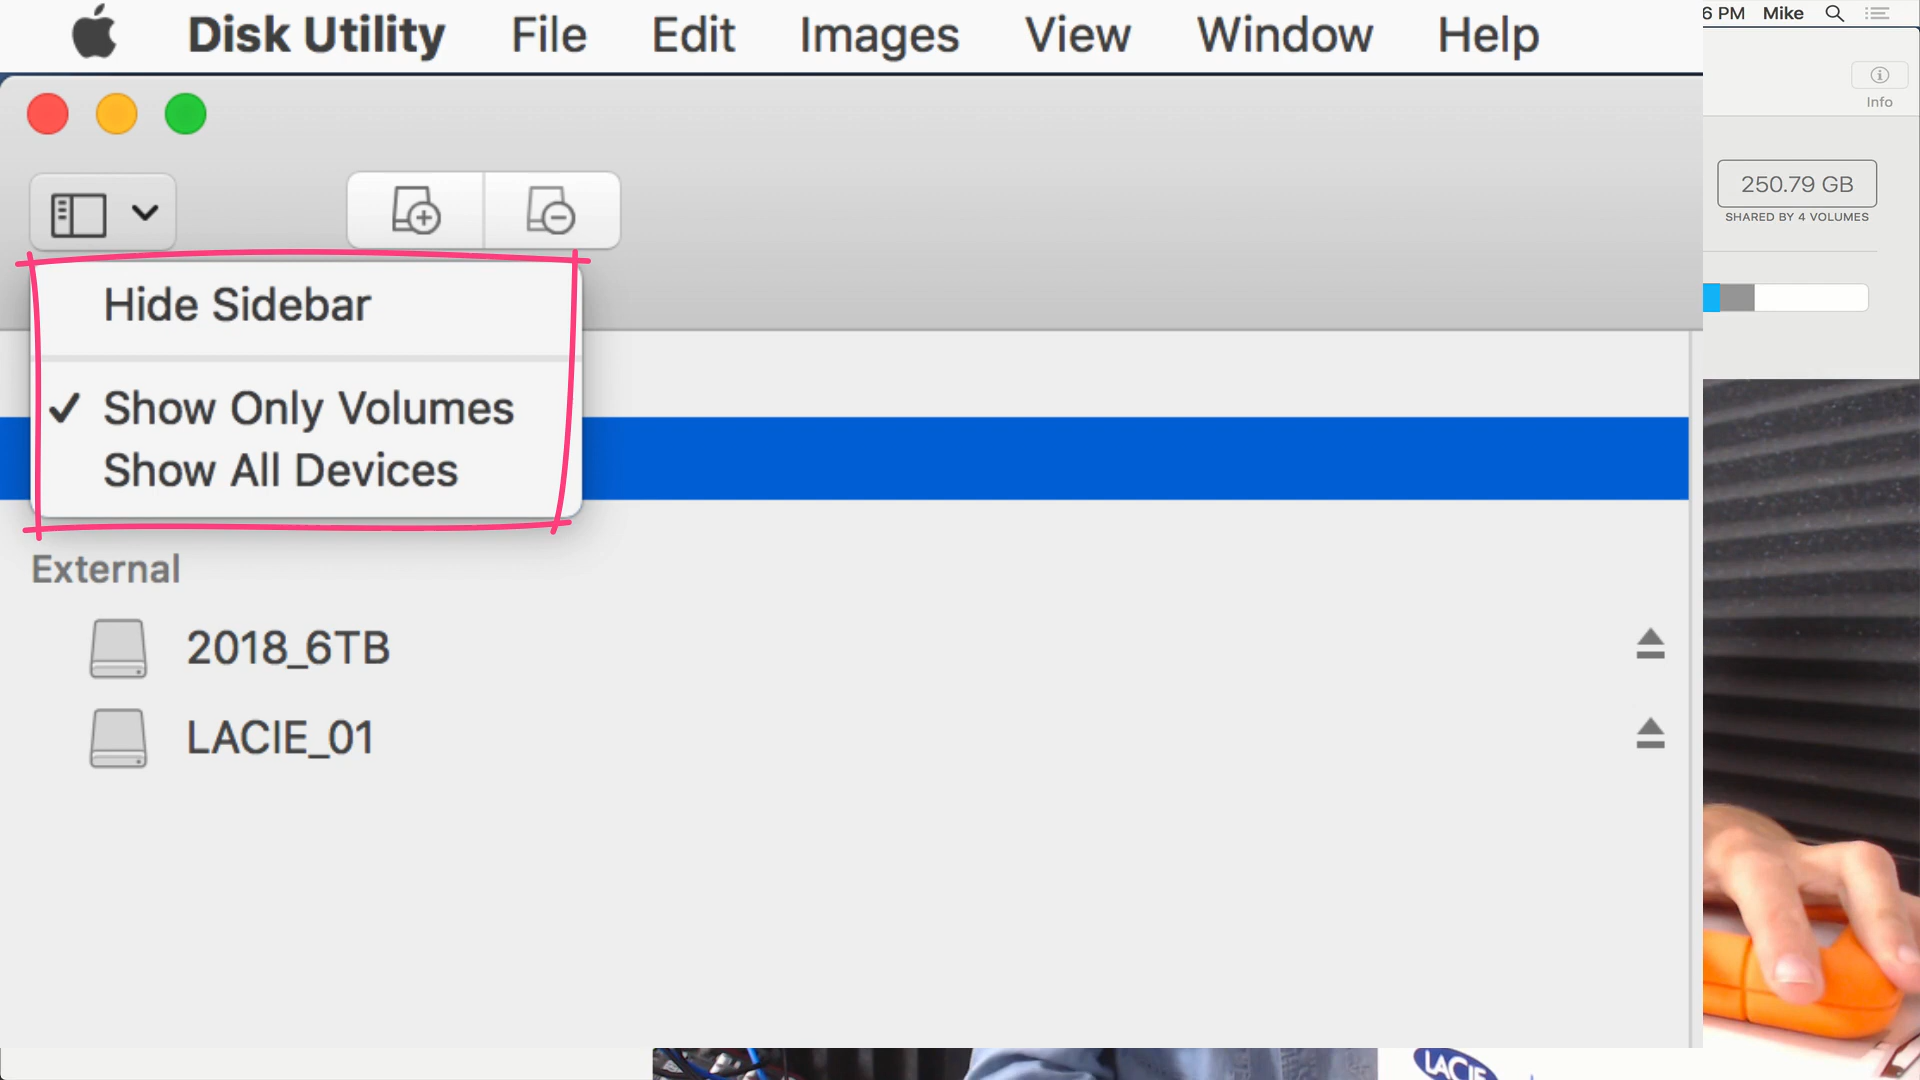 Disk Utility File Edit Images View Window Help
6 PM Mike
Info
250.79 GB
SHARED BY 4 VOLUMES
Hide Sidebar
✓ Show Only Volumes
Show All Devices
External
2018_6TB
LACIE_01
LACIE